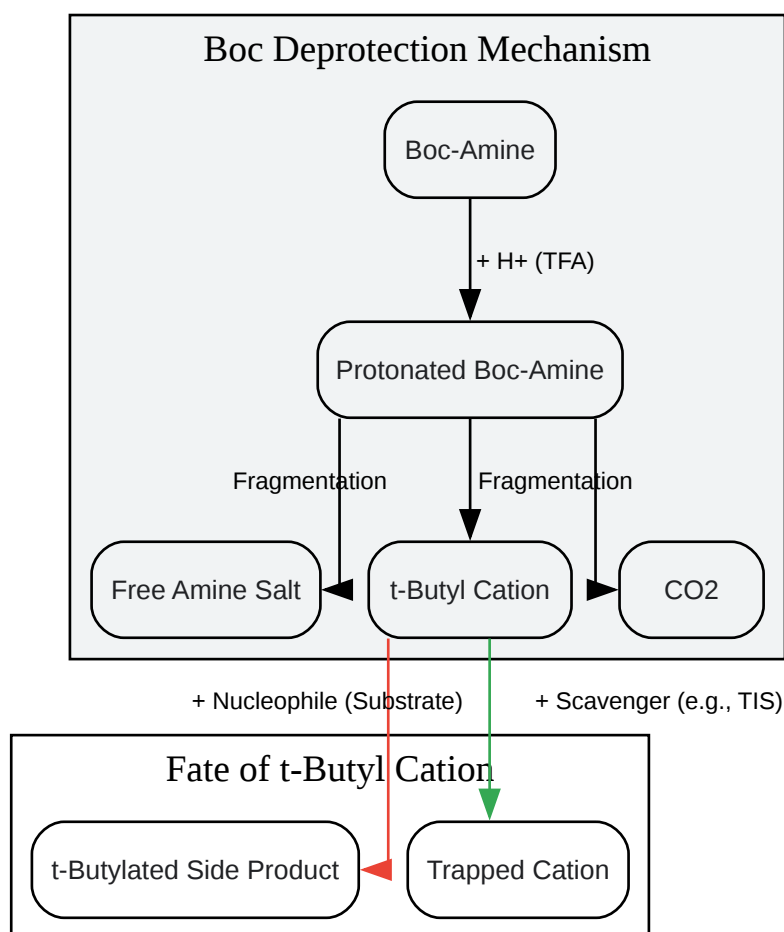 Boc Deprotection Mechanism
Boc-Amine
+ H+ (TFA)
Protonated Boc-Amine
Fragmentation
Fragmentation
Free Amine Salt
t-Butyl Cation
CO2
+ Nucleophile (Substrate)
+ Scavenger (e.g., TIS)
Fate of t-Butyl Cation
t-Butylated Side Product
Trapped Cation